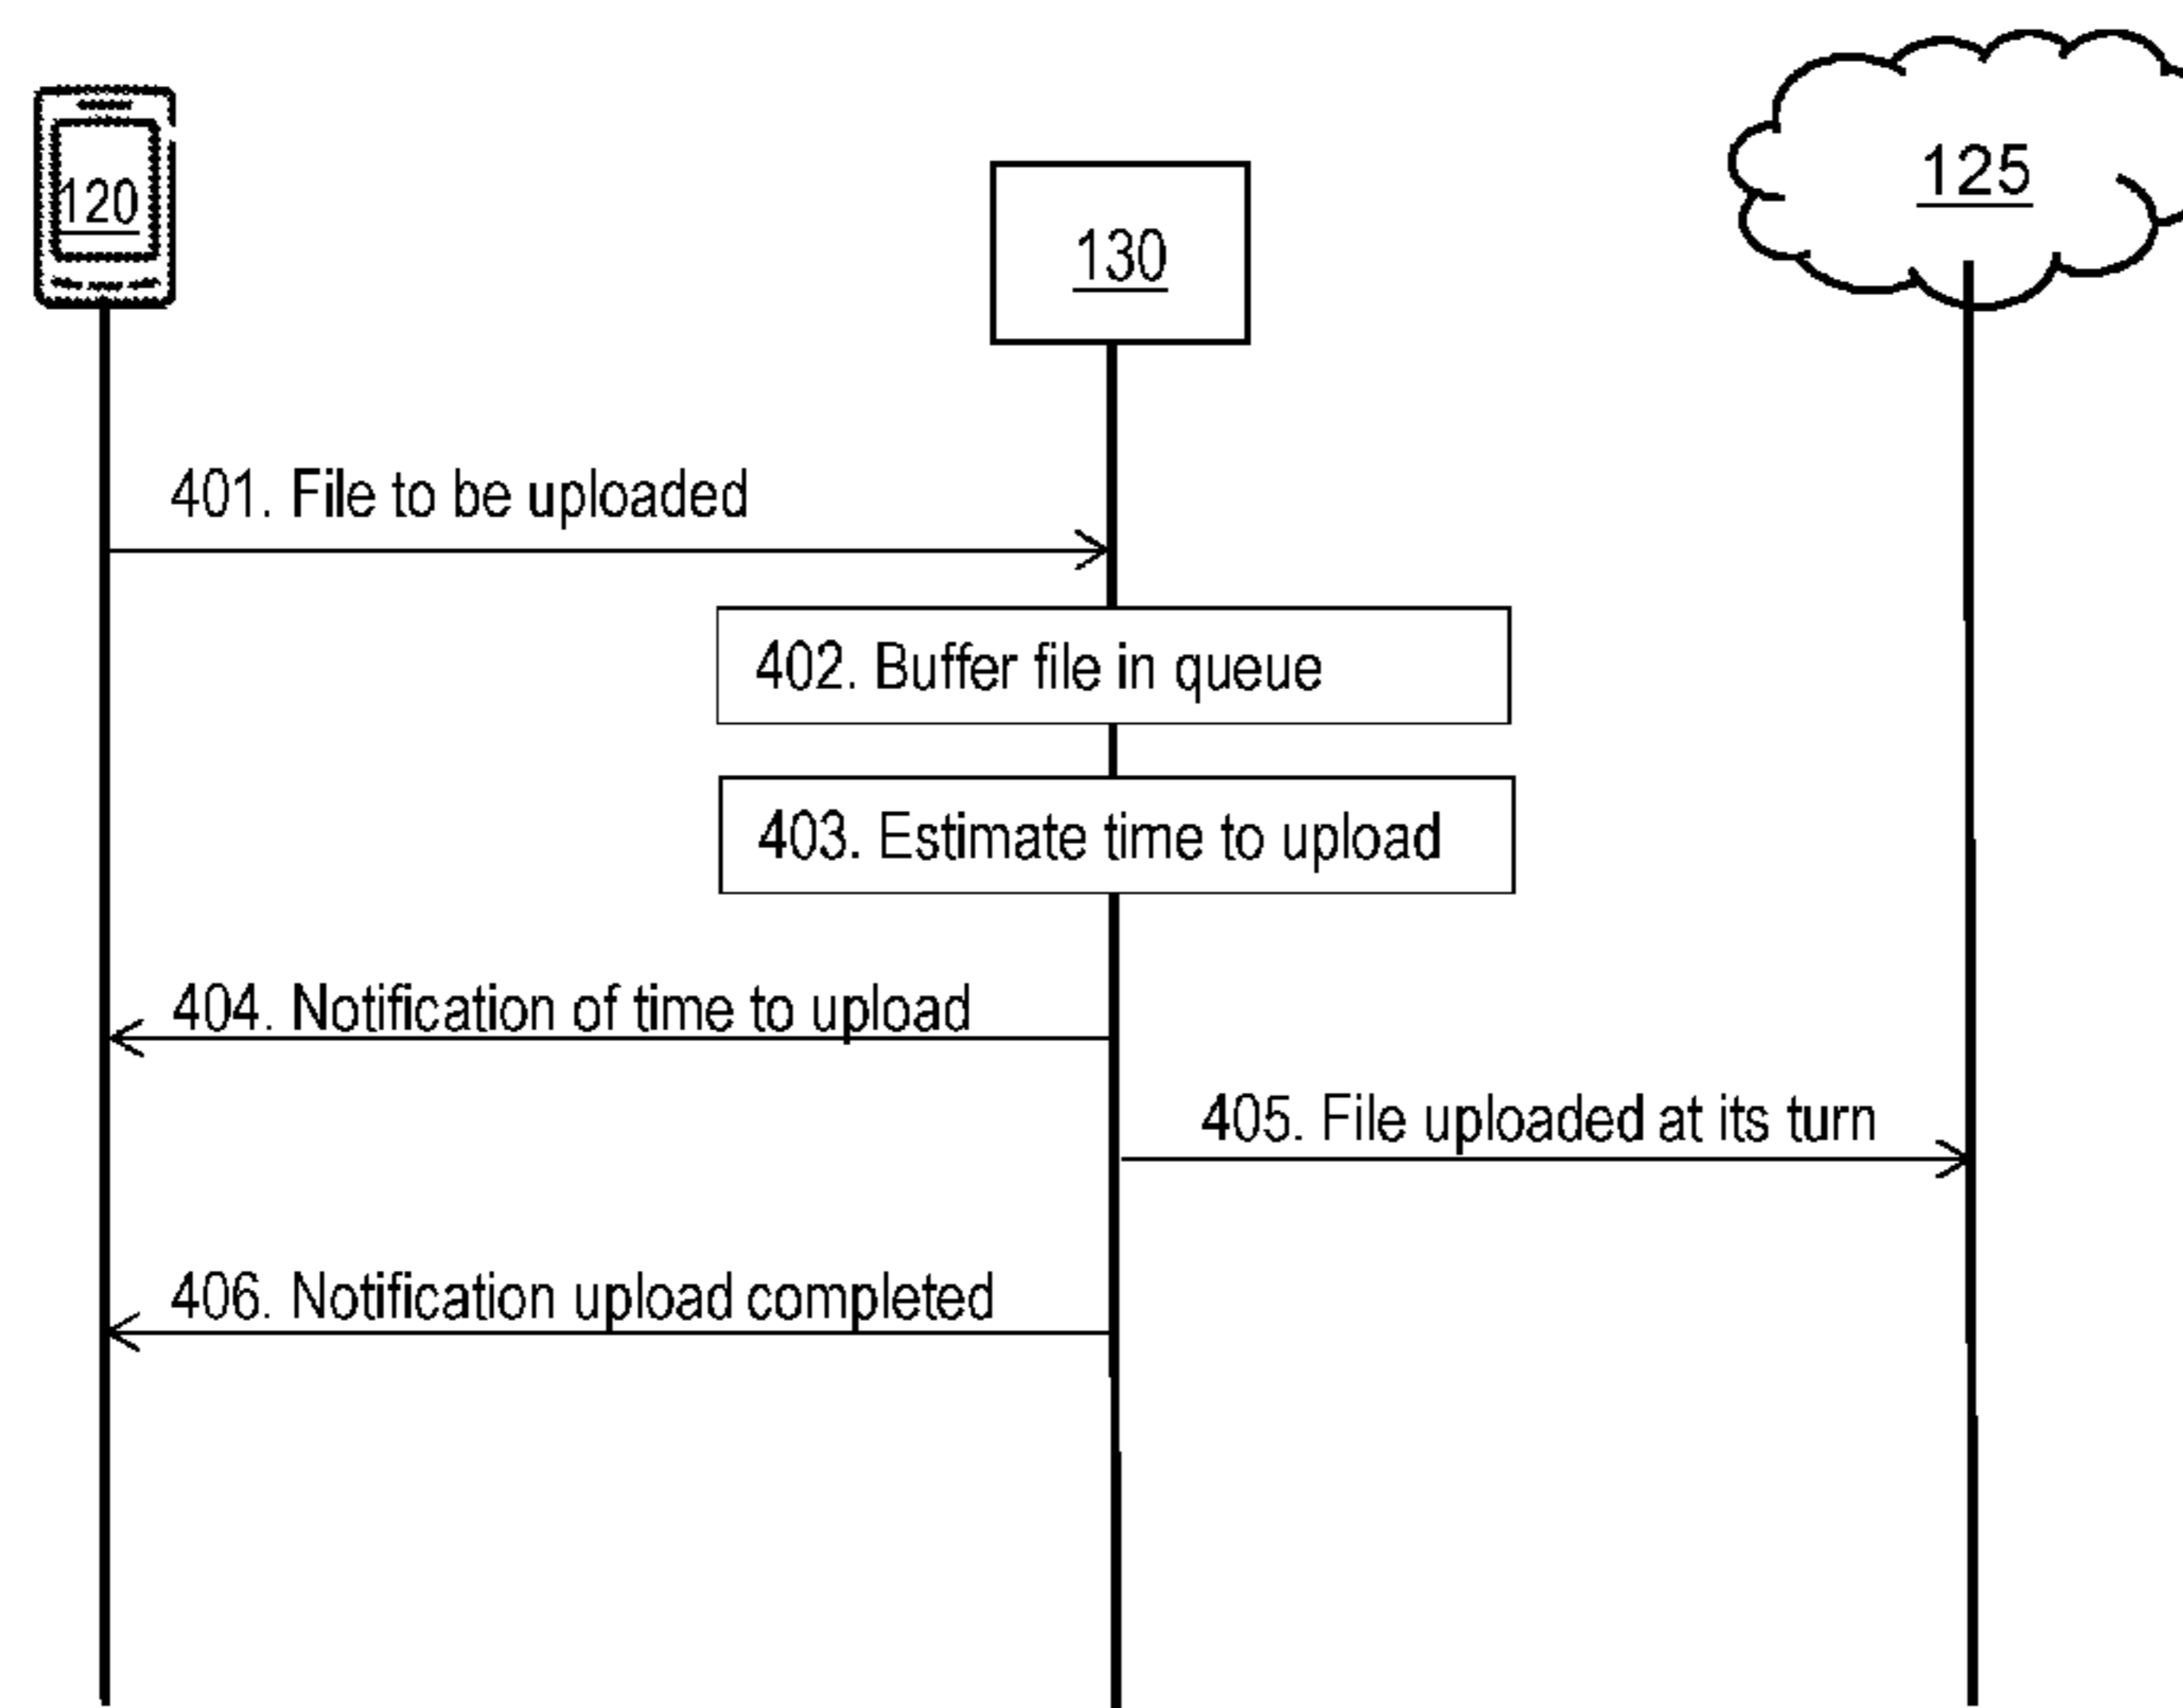 120
130
125
401. File to be uploaded
402. Buffer file in queue
403. Estimate time to upload
404. Notification of time to upload
405. File uploaded at its turn
406. Notification upload completed